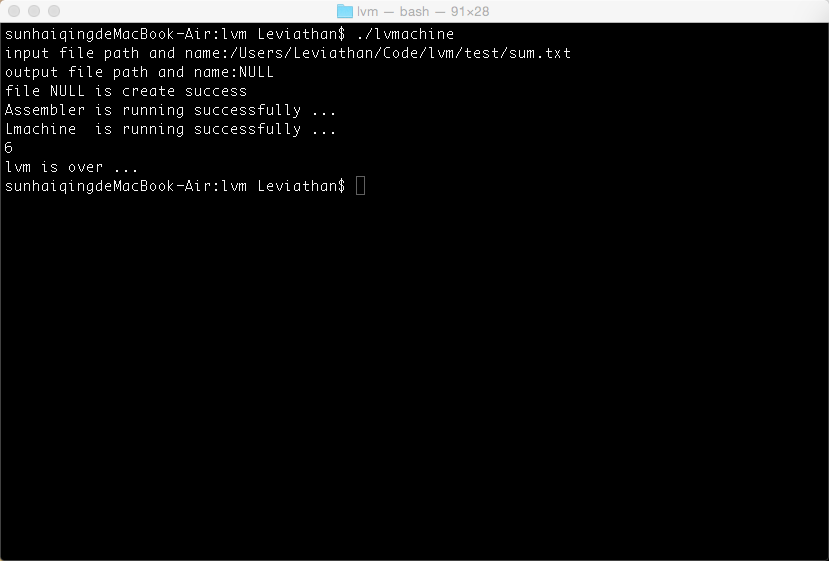 lvm — bash — 91×28
sunhaiqingdeMacBook-Air:lvm Leviathan$ ./lvmachine
input file path and name:/Users/Leviathan/Code/lvm/test/sum.txt
output file path and name:NULL
file NULL is create success
Assembler is running successfully ...
Lmachine  is running successfully ...
6
lvm is over ...
sunhaiqingdeMacBook-Air:lvm Leviathan$